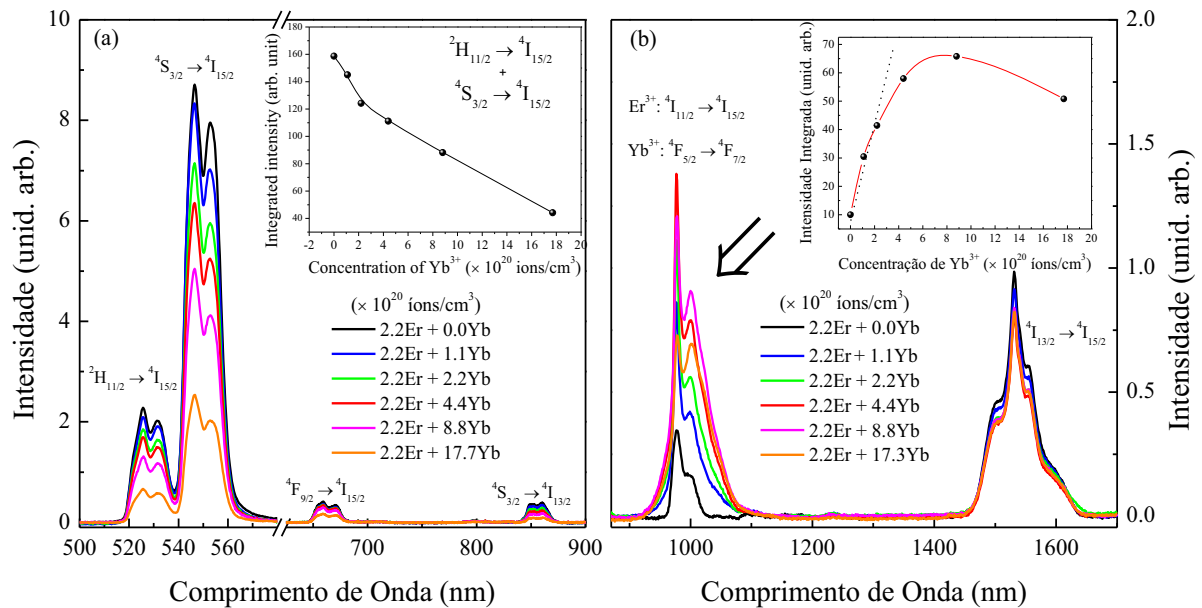 (a)
⁴S₃/₂ → ⁴I₁₅/₂
²H₁₁/₂ → ⁴I₁₅/₂
⁴F₉/₂ → ⁴I₁₅/₂
⁴S₃/₂ → ⁴I₁₃/₂
Intensidade (unid. arb.)
10
8
6
4
2
0
500 520 540 560 700 800 900
Comprimento de Onda (nm)
²H₁₁/₂ → ⁴I₁₅/₂
+
⁴S₃/₂ → ⁴I₁₅/₂
Integrated intensity (arb. unit)
180
160
140
120
100
80
60
40
-2 0 2 4 6 8 10 12 14 16 18 20
Concentration of Yb³⁺ (× 10²⁰ ions/cm³)
(× 10²⁰ íons/cm³)
2.2Er + 0.0Yb
2.2Er + 1.1Yb
2.2Er + 2.2Yb
2.2Er + 4.4Yb
2.2Er + 8.8Yb
2.2Er + 17.7Yb
(b)
Er³⁺: ⁴I₁₁/₂ → ⁴I₁₅/₂
Yb³⁺: ⁴F₅/₂ → ⁴F₇/₂
Intensidade Integrada (unid. arb.)
70
60
50
40
30
20
10
0 2 4 6 8 10 12 14 16 18 20
Concentração de Yb³⁺ (× 10²⁰ ions/cm³)
(× 10²⁰ íons/cm³)
2.2Er + 0.0Yb
2.2Er + 1.1Yb
2.2Er + 2.2Yb
2.2Er + 4.4Yb
2.2Er + 8.8Yb
2.2Er + 17.3Yb
⁴I₁₃/₂ → ⁴I₁₅/₂
2.0
1.5
1.0
0.5
0.0
Intensidade (unid. arb.)
1000 1200 1400 1600
Comprimento de Onda (nm)